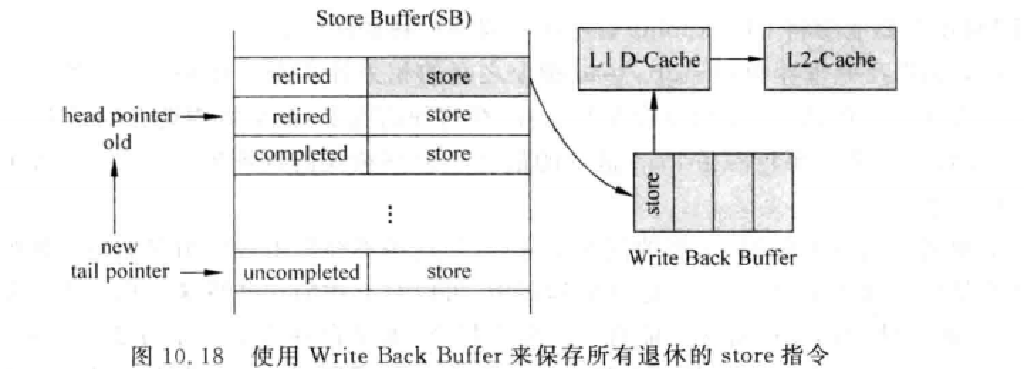 Store Buffer(SB)
L1 D-Cache
L2-Cache
retired store
head pointer
retired store
old
completed store
⋮
store
new
Write Back Buffer
tail pointer
uncompleted store
图 10.18 使用 Write Back Buffer 来保存所有退休的 store 指令